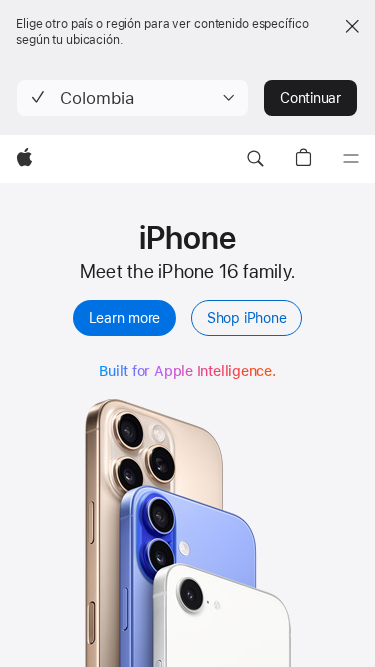 Elige otro país o región para ver contenido específico
según tu ubicación.
Colombia
Continuar
iPhone
Meet the iPhone 16 family.
Learn more
Shop iPhone
Built for Apple Intelligence.